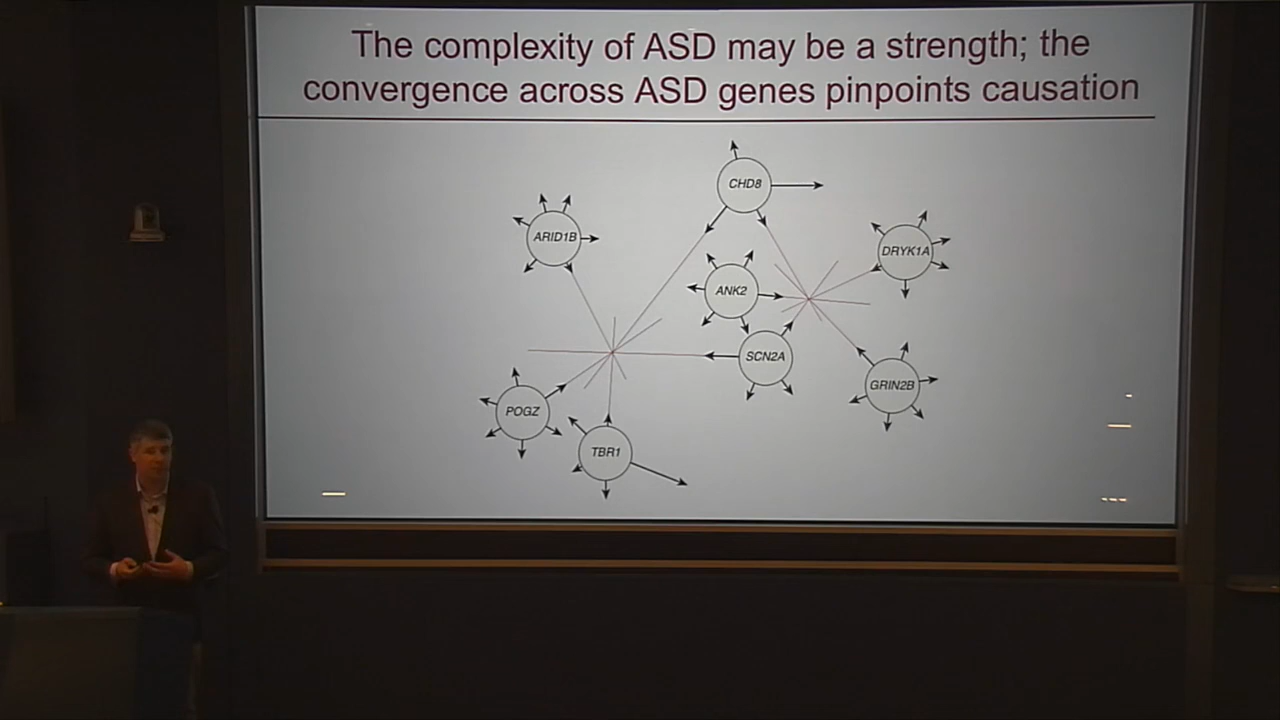 The complexity of ASD may be a strength; the
convergence across ASD genes pinpoints causation
CHD8
ARID1B
DRYK1A
ANK2
SCN2A
GRIN2B
POGZ
TBR1